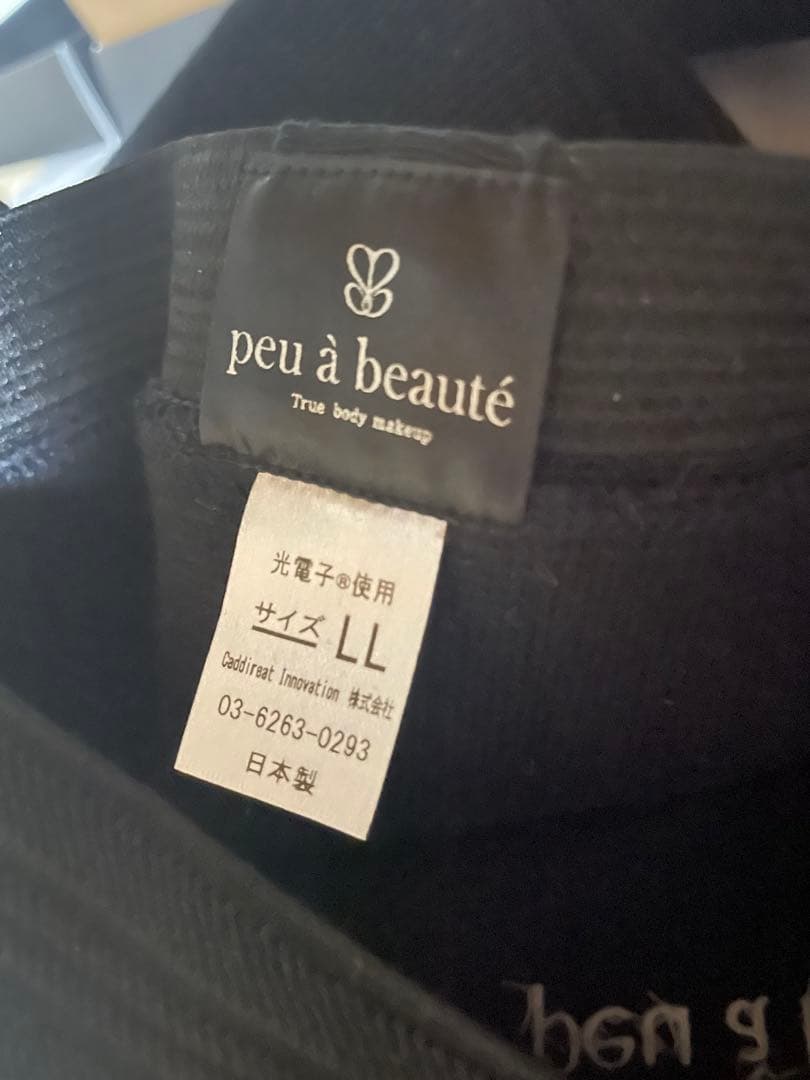 peu à beauté
True body makeup
光電子®使用
サイズ LL
Caddireat Innovation 株式会社
03-6263-0293
日本製